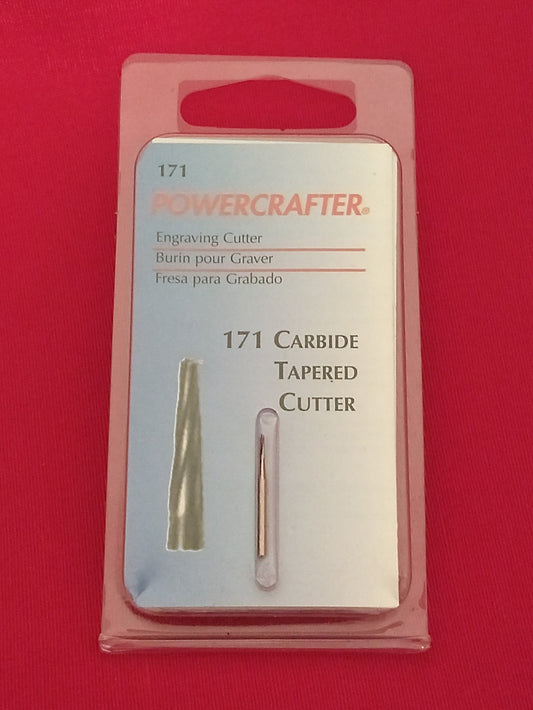 171
POWERCRAFTER®
Engraving Cutter
Burin pour Graver
Fresa para Grabado
171 CARBIDE
TAPERED
CUTTER